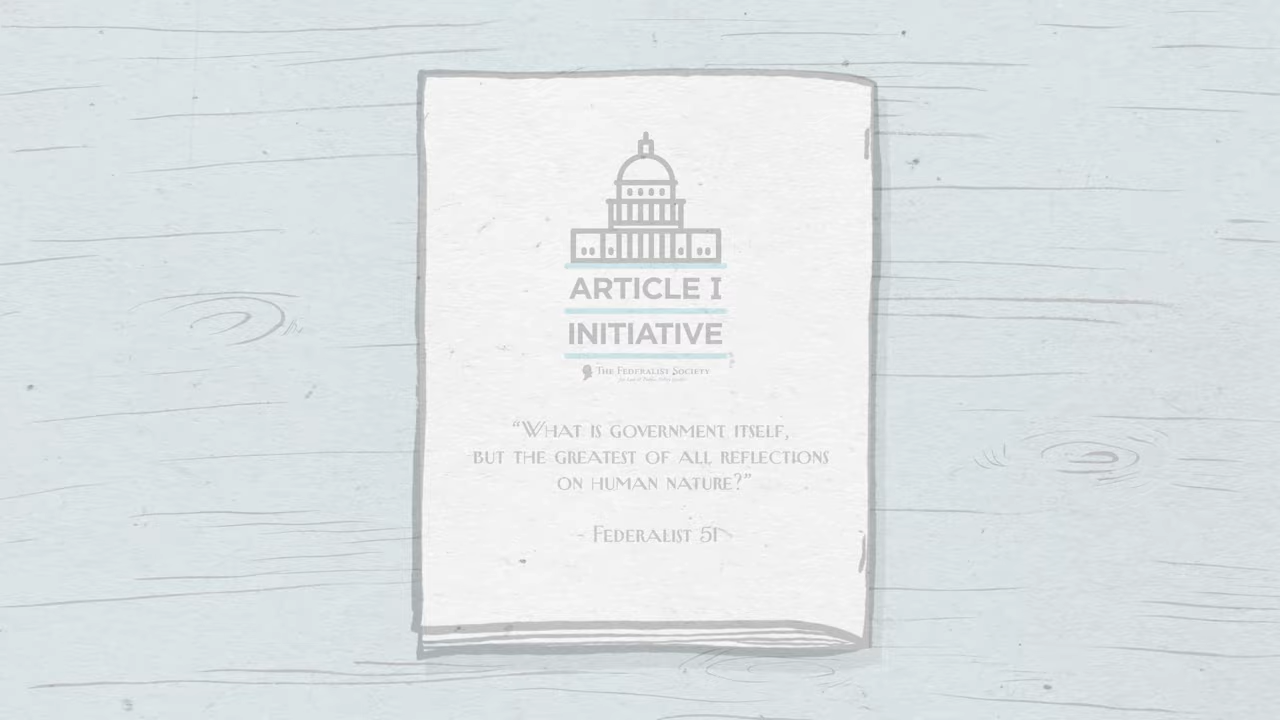 ARTICLE I
INITIATIVE
THE FEDERALIST SOCIETY
“WHAT IS GOVERNMENT ITSELF,
BUT THE GREATEST OF ALL REFLECTIONS
ON HUMAN NATURE?”
- FEDERALIST 51